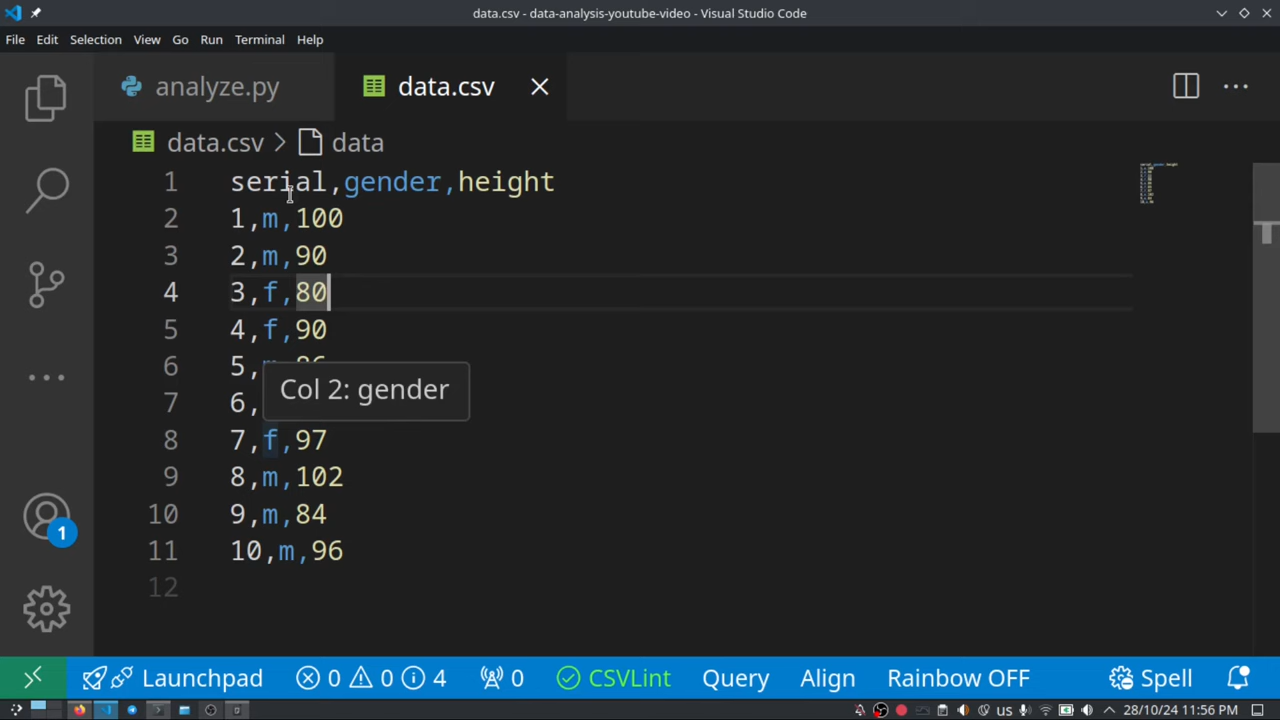 data.csv - data-analysis-youtube-video - Visual Studio Code
File Edit Selection View Go Run Terminal Help
analyze.py data.csv
data.csv > data
1 serial,gender,height
2 1,m,100
3 2,m,90
4 3,f,80
5 4,f,90
6 5,
Col 2: gender
7 6,
8 7,f,97
9 8,m,102
10 9,m,84
11 10,m,96
12
1
Launchpad 0 0 4 0 CSVLint Query Align Rainbow OFF Spell
us 28/10/24 11:56 PM